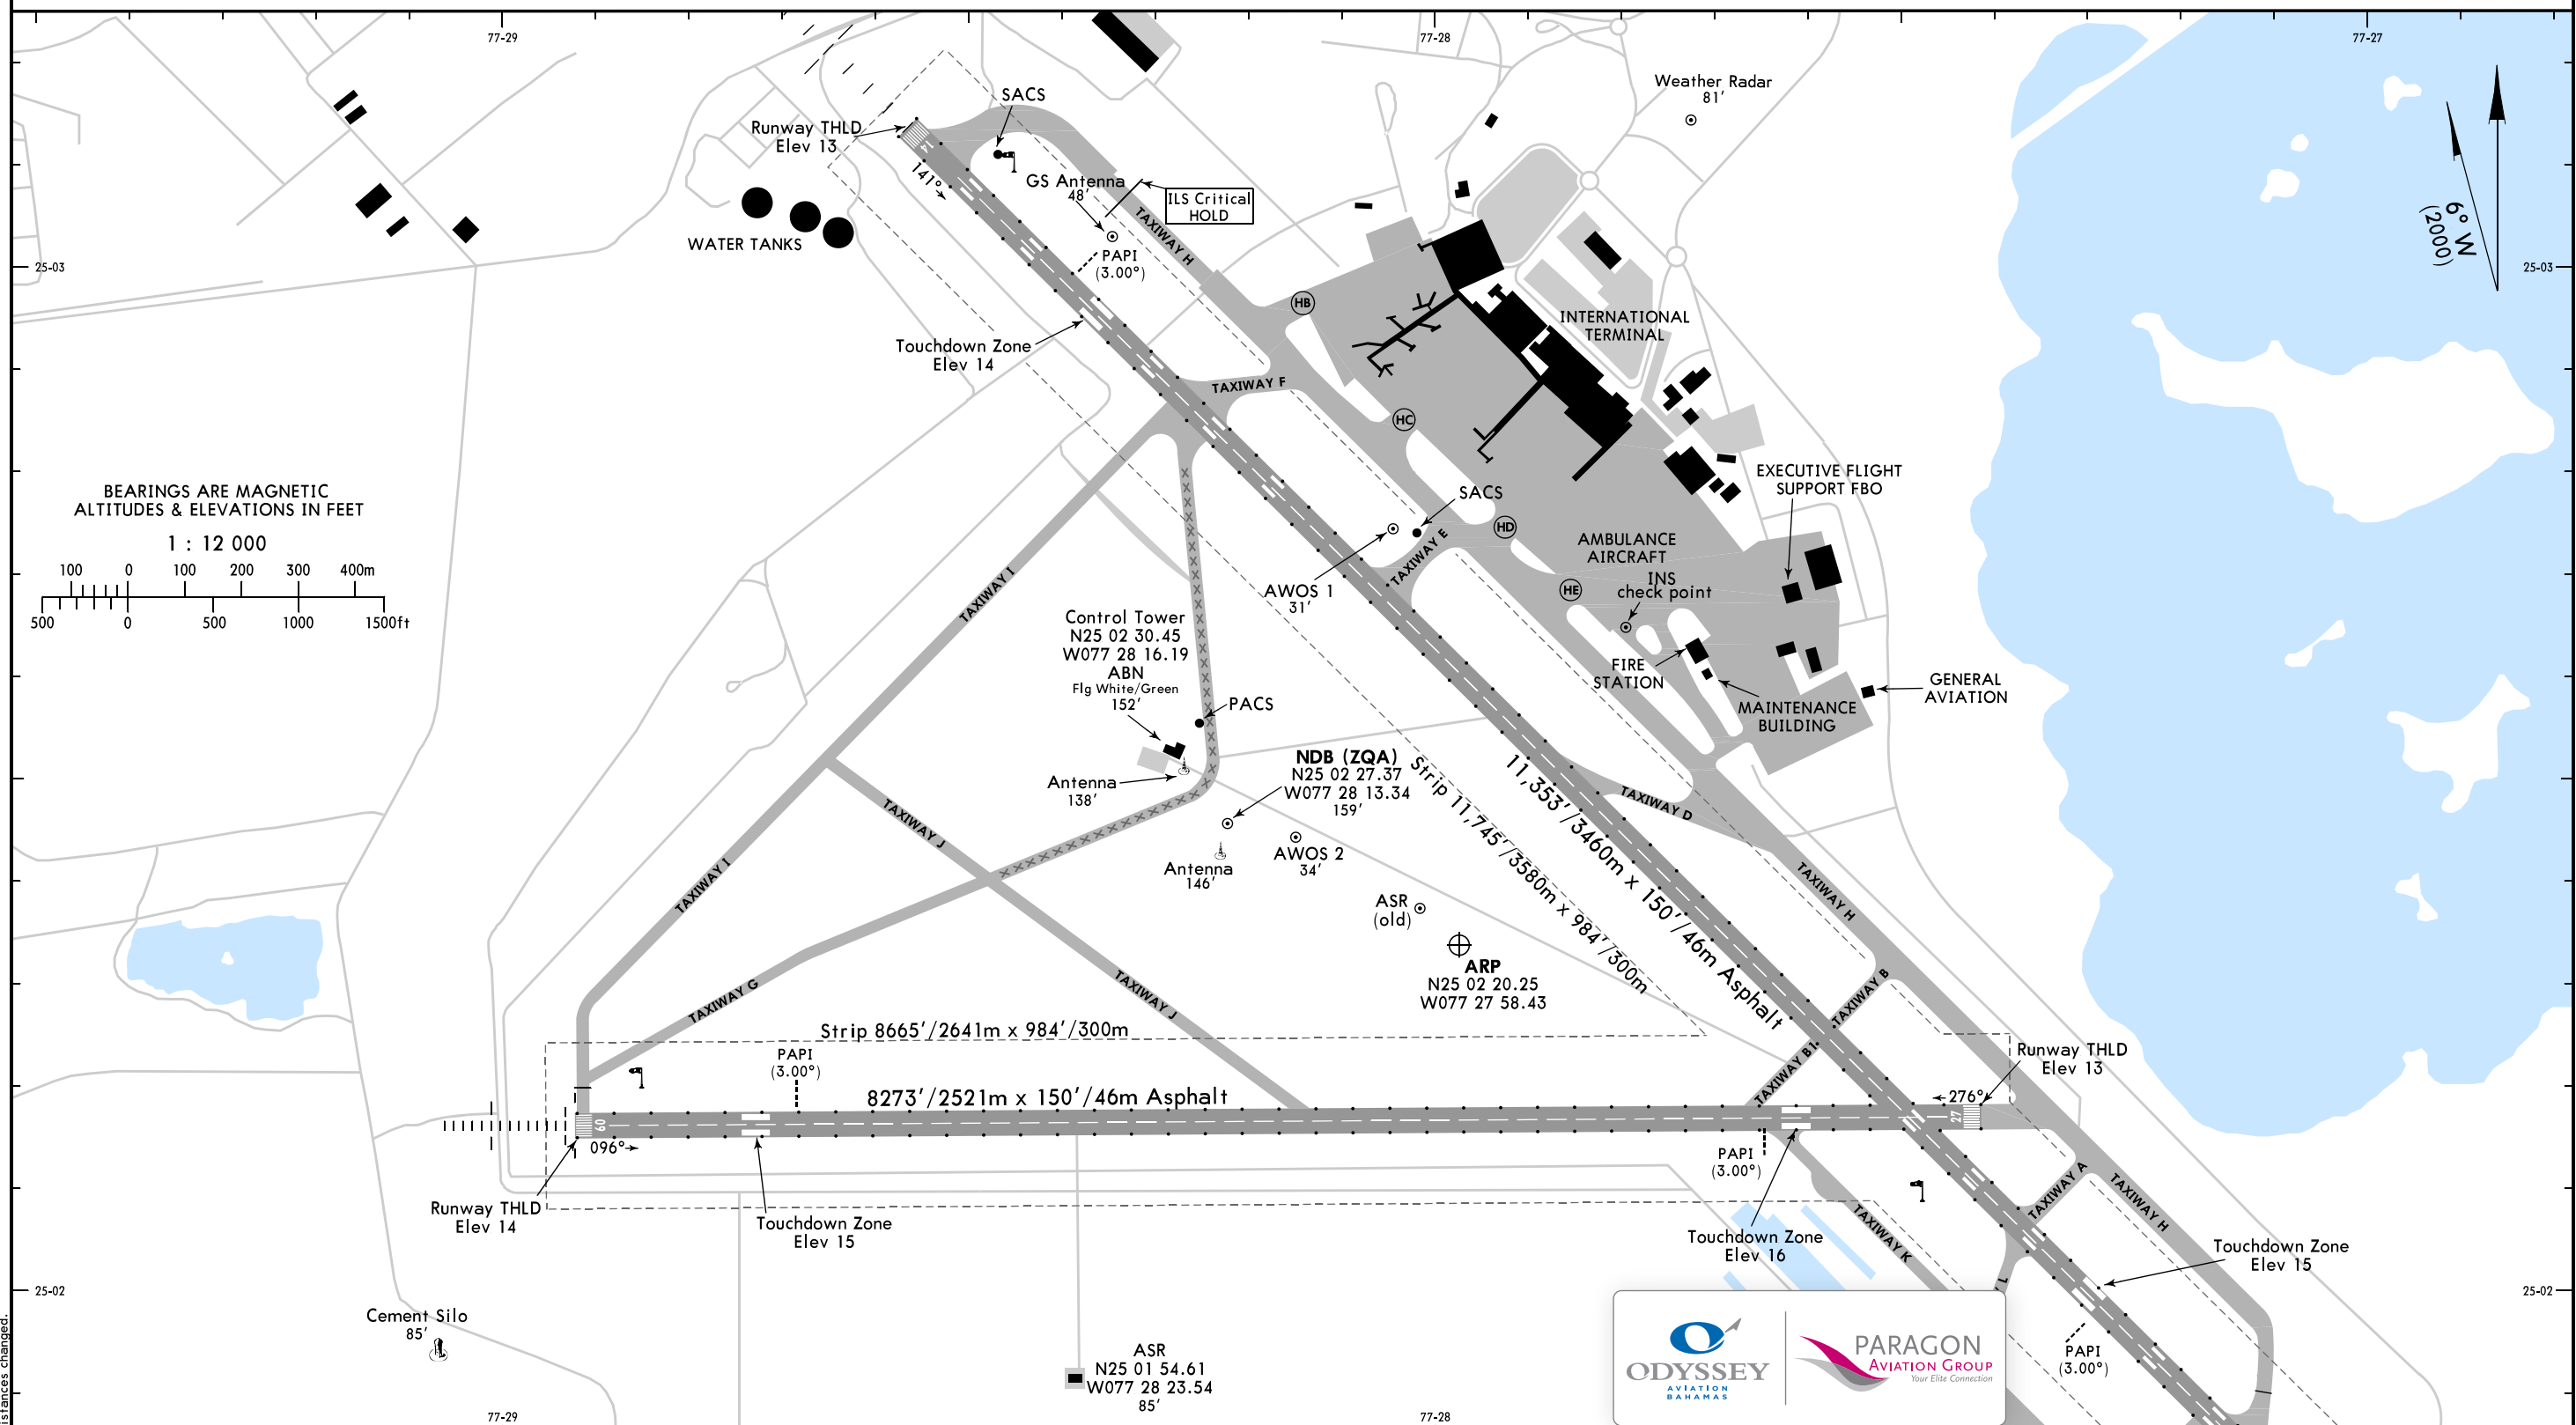 77-29
77-28
77-27
SACS
Weather Radar
81'
Runway THLD
Elev 13
14
141°
GS Antenna
48'
ILS Critical
HOLD
WATER TANKS
TAXIWAY H
PAPI
(3.00°)
6° W
(2000)
25-03
25-03
HB
INTERNATIONAL
TERMINAL
Touchdown Zone
Elev 14
TAXIWAY F
HC
BEARINGS ARE MAGNETIC
ALTITUDES & ELEVATIONS IN FEET
1 : 12 000
100 0 100 200 300 400m
500 0 500 1000 1500ft
EXECUTIVE FLIGHT
SUPPORT FBO
SACS
HD
AMBULANCE
AIRCRAFT
TAXIWAY E
TAXIWAY I
AWOS 1
31'
HE
INS
check point
Control Tower
N25 02 30.45
W077 28 16.19
ABN
Flg White/Green
152'
FIRE
STATION
GENERAL
AVIATION
PACS
MAINTENANCE
BUILDING
NDB (ZQA)
N25 02 27.37
W077 28 13.34
159'
Antenna
138'
Strip 11,745'/3580m x 984'/300m
11,353'/3460m x 150'/46m Asphalt
TAXIWAY D
TAXIWAY J
AWOS 2
34'
Antenna
146'
TAXIWAY I
TAXIWAY H
ASR
(old)
ARP
N25 02 20.25
W077 27 58.43
TAXIWAY G
TAXIWAY J
TAXIWAY B
Strip 8665'/2641m x 984'/300m
PAPI
(3.00°)
TAXIWAY B1
Runway THLD
Elev 13
8273'/2521m x 150'/46m Asphalt
276°
09
27
096°
PAPI
(3.00°)
TAXIWAY A
TAXIWAY H
Runway THLD
Elev 14
Touchdown Zone
Elev 15
Touchdown Zone
Elev 16
TAXIWAY K
Touchdown Zone
Elev 15
25-02
25-02
L
Cement Silo
85'
ASR
N25 01 54.61
W077 28 23.54
85'
ODYSSEY
AVIATION
BAHAMAS
PARAGON
AVIATION GROUP
Your Elite Connection
PAPI
(3.00°)
77-29
77-28
changed.